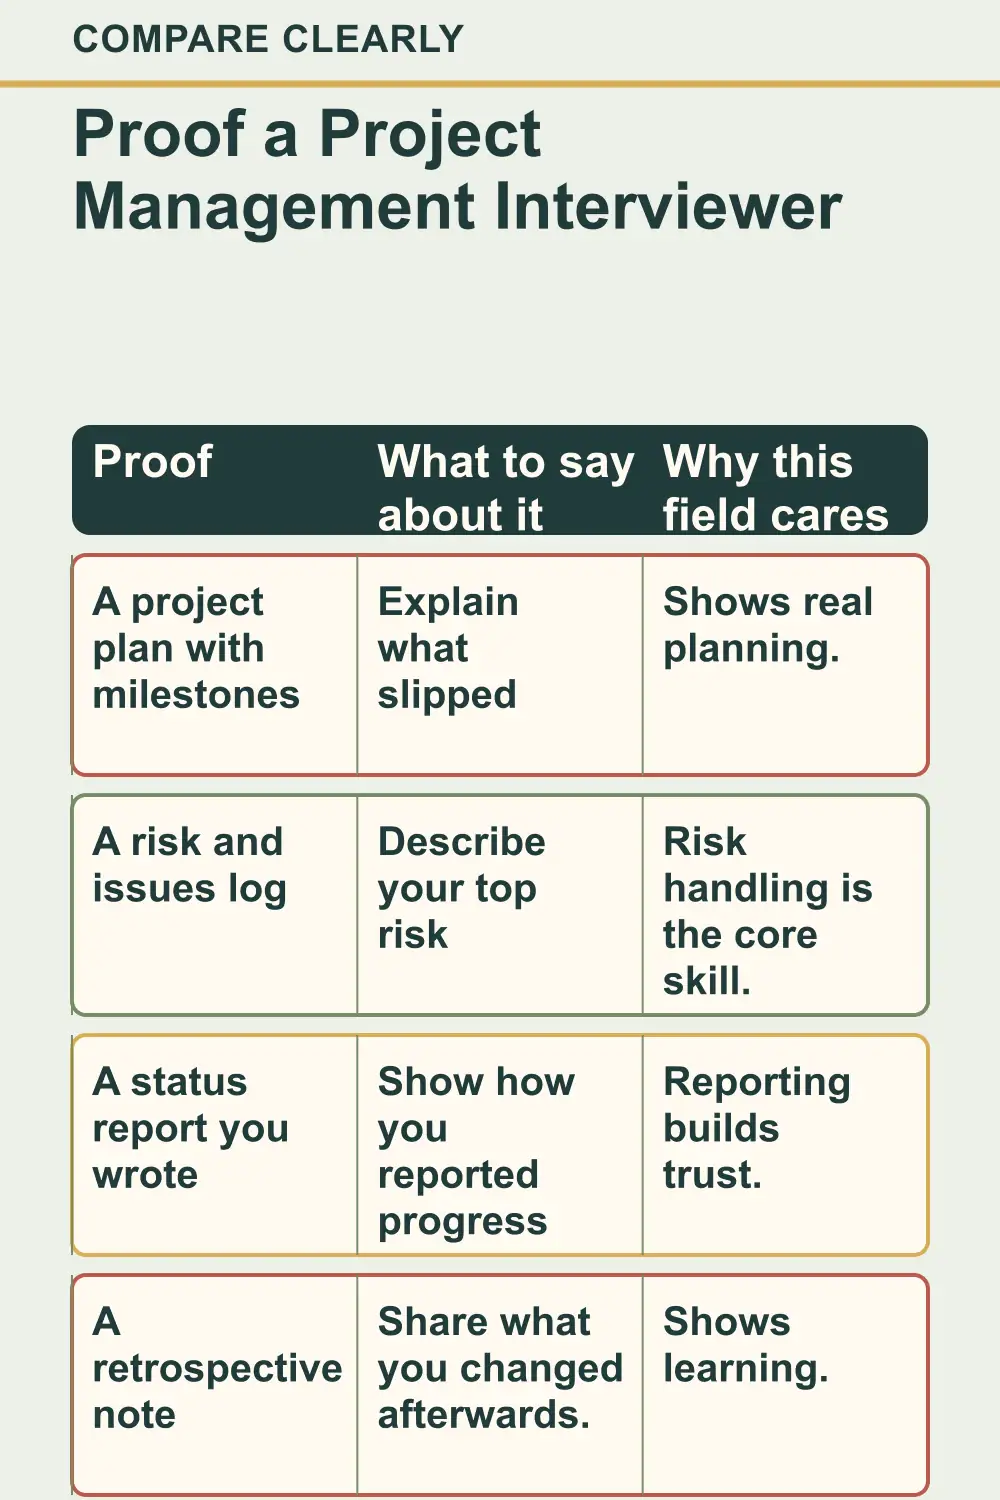 COMPARE CLEARLY
Proof a Project
Management Interviewer
Proof
What to say
about it
Why this
field cares
A project
plan with
milestones
Explain
what
slipped
Shows real
planning.
A risk and
issues log
Describe
your top
risk
Risk
handling is
the core
skill.
A status
report you
wrote
Show how
you
reported
progress
Reporting
builds
trust.
A
retrospective
note
Share what
you changed
afterwards.
Shows
learning.